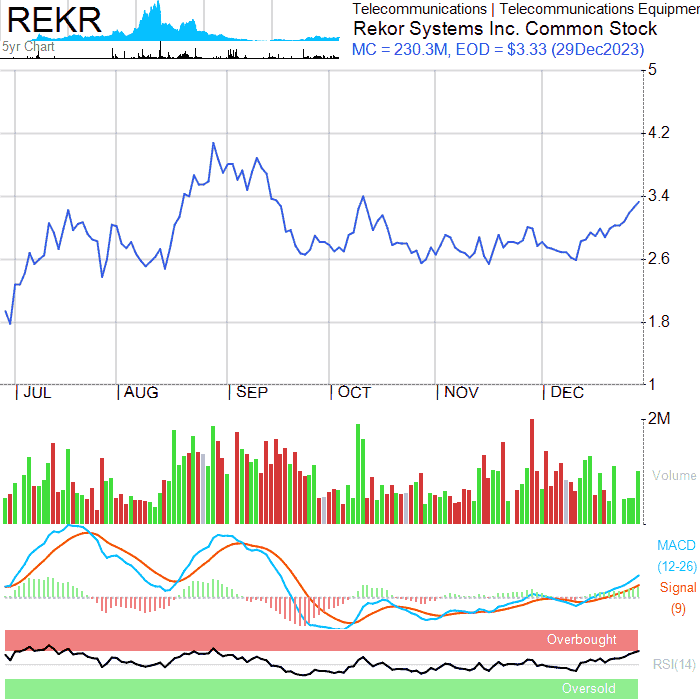 REKR
5yr Chart
Telecommunications | Telecommunications Equipmen
Rekor Systems Inc. Common Stock
MC = 230.3M, EOD = $3.33 (29Dec2023)
5
4.2
3.4
2.6
1.8
1
| JUL | AUG | SEP | OCT | NOV | DEC
2M
Volume
MACD
(12-26)
Signal
(9)
Overbought
RSI(14)
Oversold